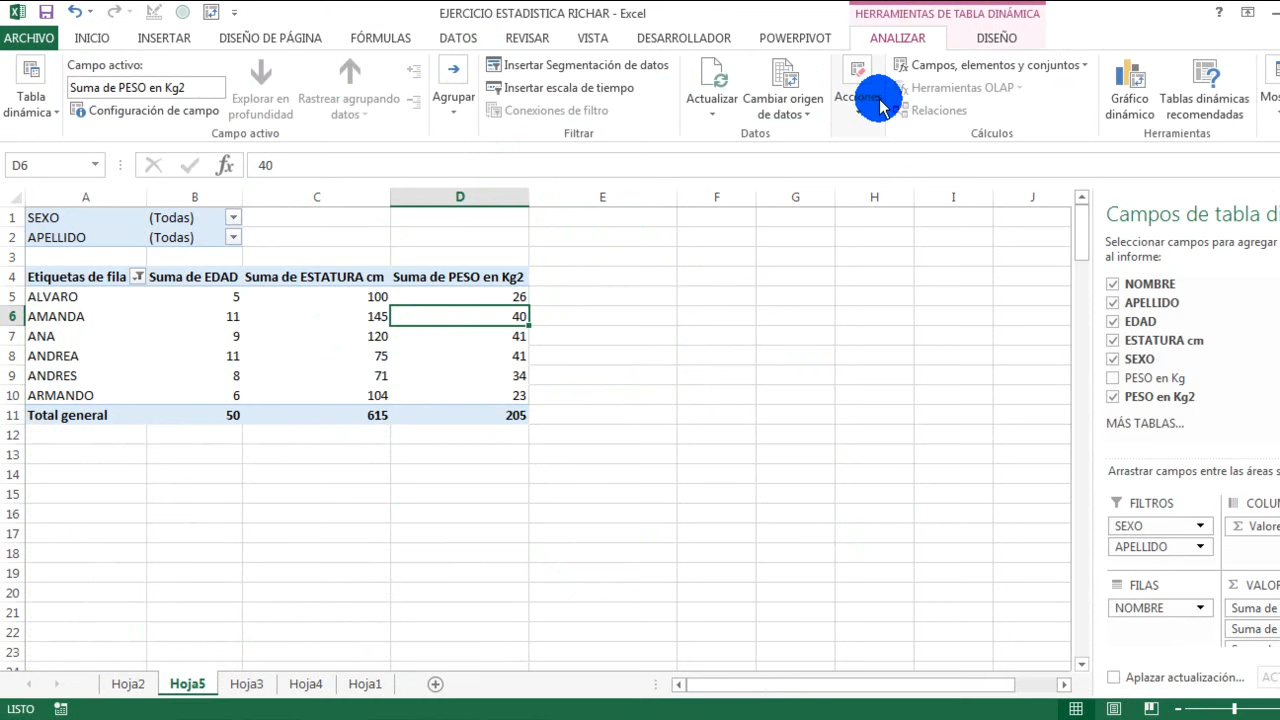 EJERCICIO ESTADISTICA RICHAR - Excel
HERRAMIENTAS DE TABLA DINÁMICA
?
ARCHIVO INICIO INSERTAR DISEÑO DE PÁGINA FÓRMULAS DATOS REVISAR VISTA DESARROLLADOR POWERPIVOT ANALIZAR DISEÑO
Tabla dinámica
Campo activo:
Suma de PESO en Kg2
Configuración de campo
Explorar en profundidad
Rastrear agrupando datos
Campo activo
Agrupar
Insertar Segmentación de datos
Insertar escala de tiempo
Conexiones de filtro
Filtrar
Actualizar
Cambiar origen de datos
Datos
Acciones
Campos, elementos y conjuntos
Herramientas OLAP
Relaciones
Cálculos
Gráfico dinámico
Tablas dinámicas recomendadas
Herramientas
Mos
D6 fx 40
A B C D E F G H I J
1 SEXO (Todas)
2 APELLIDO (Todas)
3
4 Etiquetas de fila Suma de EDAD Suma de ESTATURA cm Suma de PESO en Kg2
5 ALVARO 5 100 26
6 AMANDA 11 145 40
7 ANA 9 120 41
8 ANDREA 11 75 41
9 ANDRES 8 71 34
10 ARMANDO 6 104 23
11 Total general 50 615 205
12
13
14
15
16
17
18
19
20
21
22
23
Campos de tabla di
Seleccionar campos para agregar
al informe:
NOMBRE
APELLIDO
EDAD
ESTATURA cm
SEXO
PESO en Kg
PESO en Kg2
MÁS TABLAS...
Arrastrar campos entre las áreas s
FILTROS COLU
SEXO Valore
APELLIDO
FILAS Σ VALOR
NOMBRE Suma de
Suma de
Aplazar actualización... AC
Hoja2 Hoja5 Hoja3 Hoja4 Hoja1
LISTO